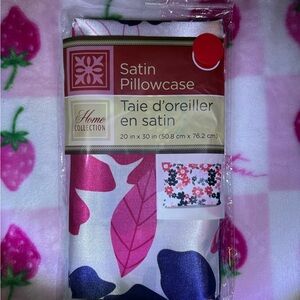 Satin
Pillowcase
Taie d'oreiller
en satin
20 in x 30 in (50.8 cm x 76.2 cm)
Home
COLLECTION